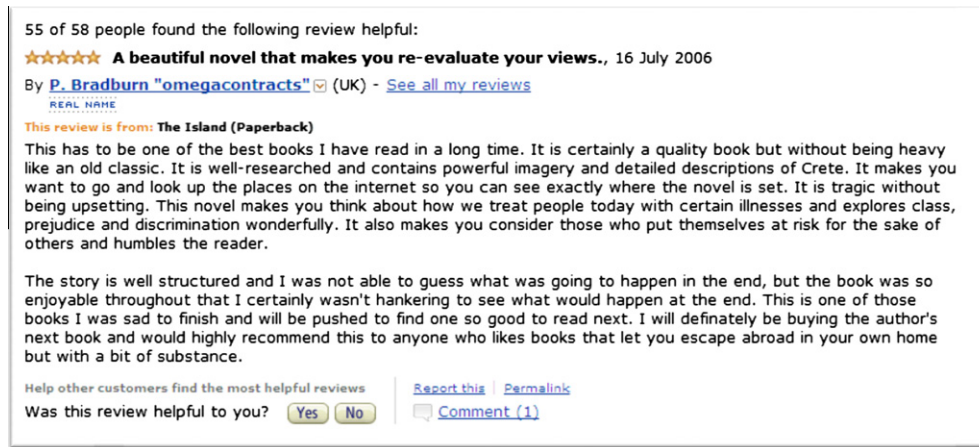 55 of 58 people found the following review helpful:
A beautiful novel that makes you re-evaluate your views., 16 July 2006
By P. Bradburn "omegacontracts" (UK) - See all my reviews
REAL NAME
This review is from: The Island (Paperback)
This has to be one of the best books I have read in a long time. It is certainly a quality book but without being heavy
like an old classic. It is well-researched and contains powerful imagery and detailed descriptions of Crete. It makes you
want to go and look up the places on the internet so you can see exactly where the novel is set. It is tragic without
being upsetting. This novel makes you think about how we treat people today with certain illnesses and explores class,
prejudice and discrimination wonderfully. It also makes you consider those who put themselves at risk for the sake of
others and humbles the reader.
The story is well structured and I was not able to guess what was going to happen in the end, but the book was so
enjoyable throughout that I certainly wasn't hankering to see what would happen at the end. This is one of those
books I was sad to finish and will be pushed to find one so good to read next. I will definately be buying the author's
next book and would highly recommend this to anyone who likes books that let you escape abroad in your own home
but with a bit of substance.
Help other customers find the most helpful reviews
Was this review helpful to you? Yes No
Report this | Permalink
Comment (1)